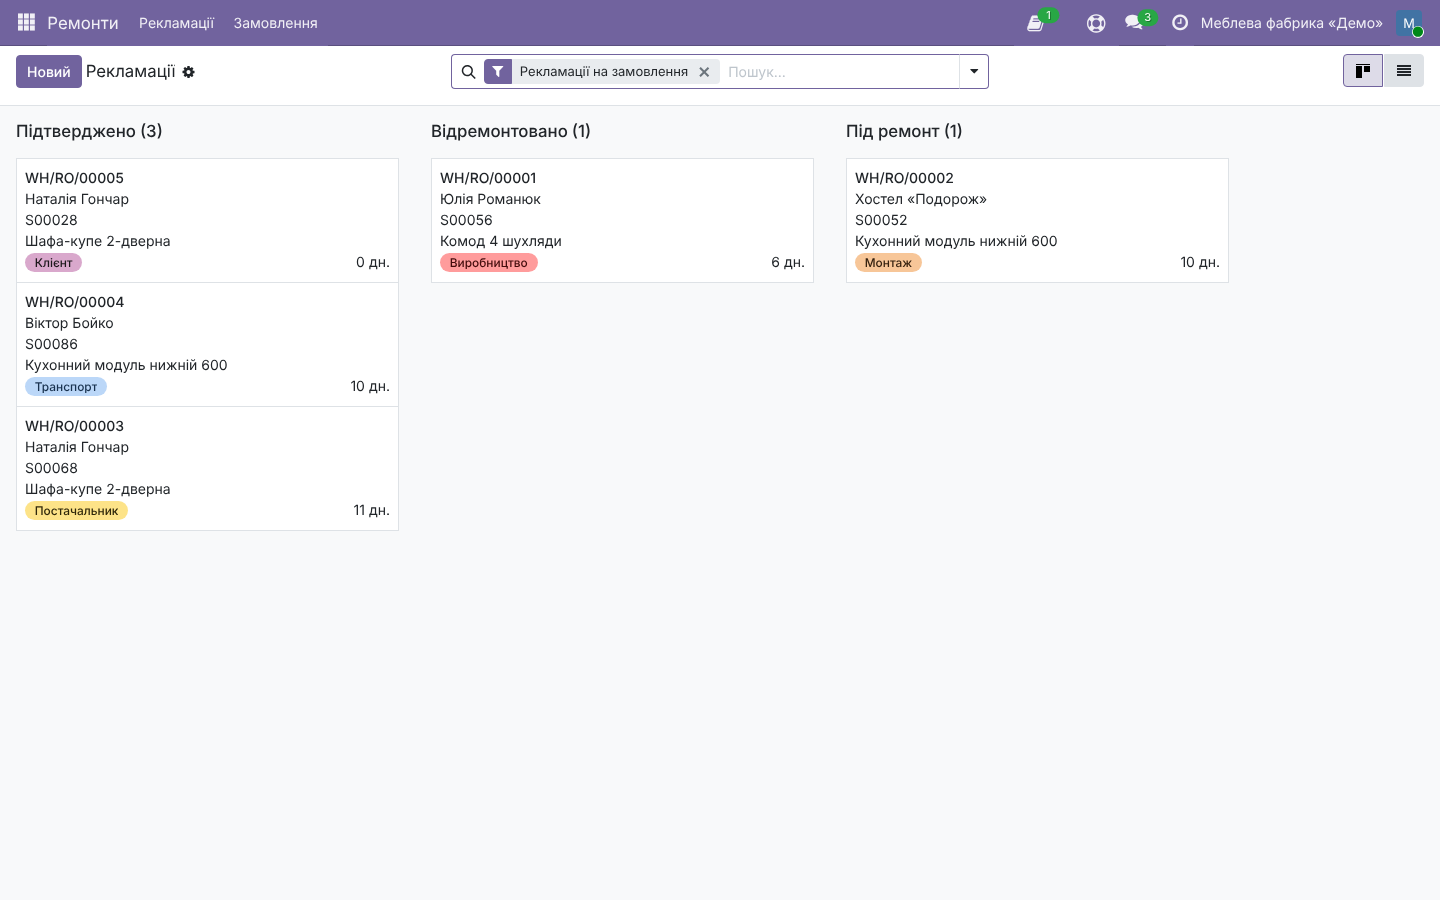 Ремонти Рекламації Замовлення 1 3 Меблева фабрика «Демо» М
Новий Рекламації Рекламації на замовлення Пошук...
Підтверджено (3)
WH/RO/00005
Наталія Гончар
S00028
Шафа-купе 2-дверна
Клієнт 0 дн.
WH/RO/00004
Віктор Бойко
S00086
Кухонний модуль нижній 600
Транспорт 10 дн.
WH/RO/00003
Наталія Гончар
S00068
Шафа-купе 2-дверна
Постачальник 11 дн.
Відремонтовано (1)
WH/RO/00001
Юлія Романюк
S00056
Комод 4 шухляди
Виробництво 6 дн.
Під ремонт (1)
WH/RO/00002
Хостел «Подорож»
S00052
Кухонний модуль нижній 600
Монтаж 10 дн.